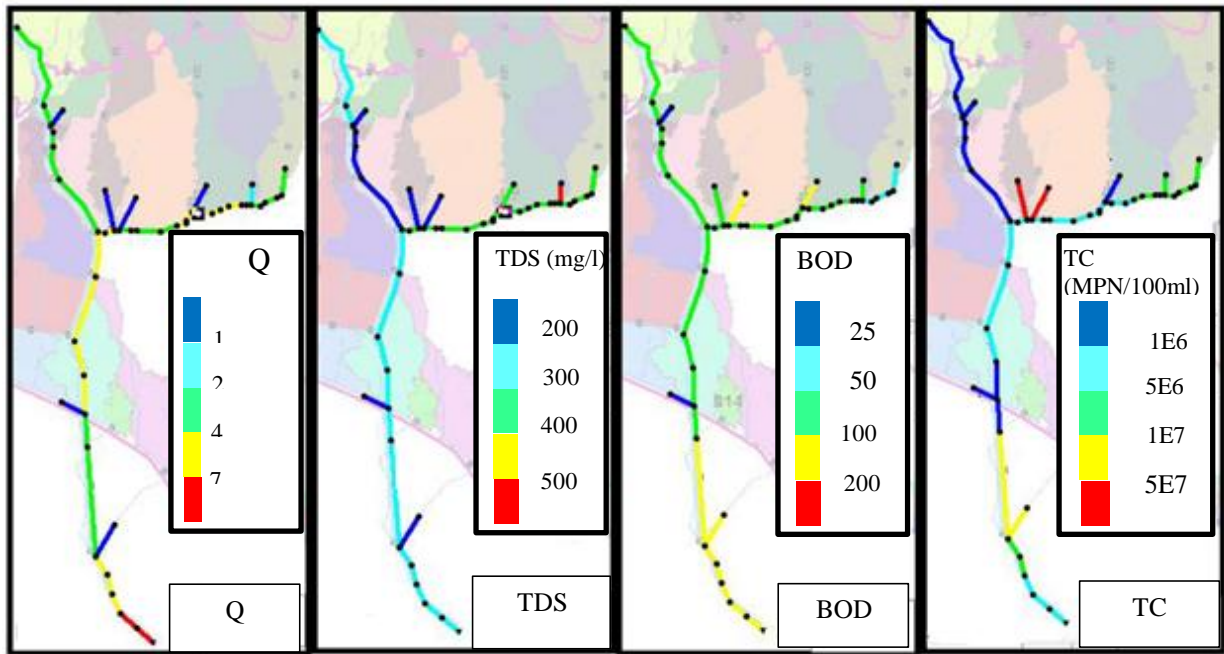 Q
1
2
4
7
Q
TDS (mg/l)
200
300
400
500
TDS
BOD
25
50
100
200
BOD
814
TC
(MPN/100ml)
1E6
5E6
1E7
5E7
TC